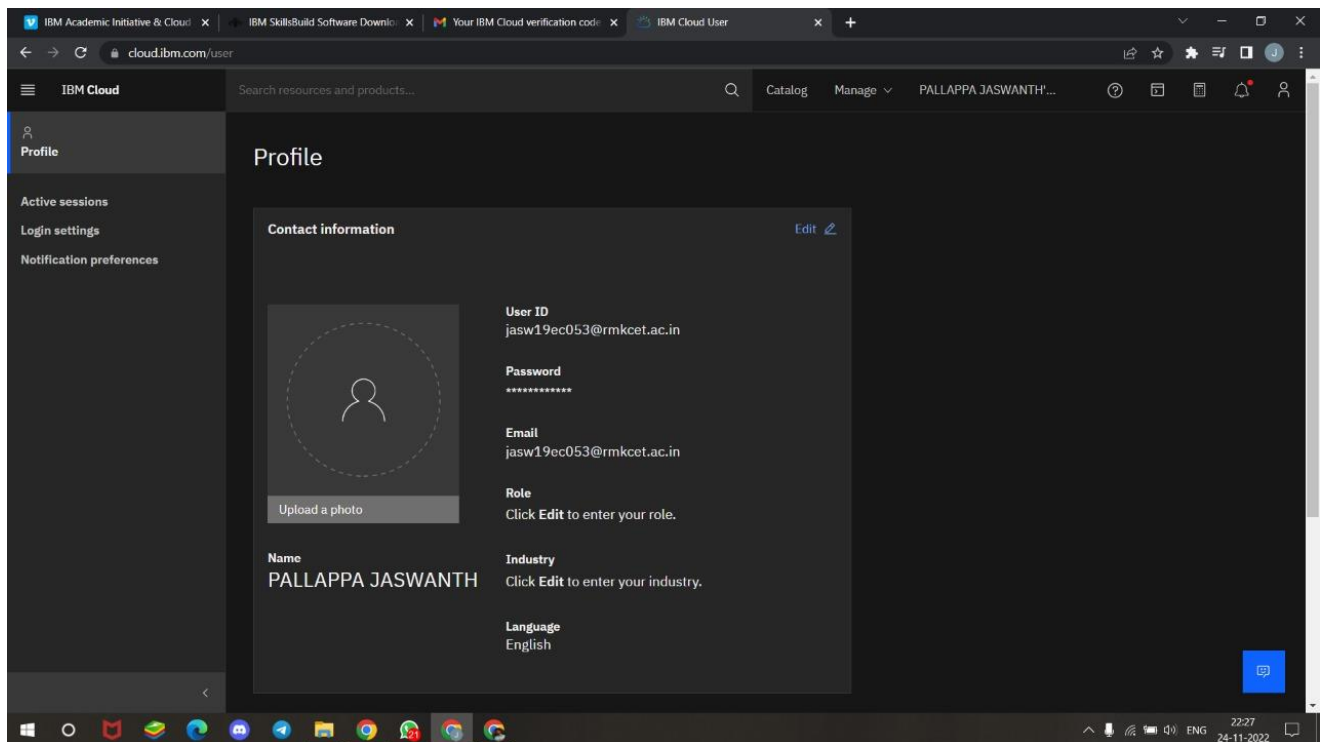 IBM Academic Initiative & Cloud
IBM SkillsBuild Software Downlo
Your IBM Cloud verification code
IBM Cloud User
cloud.ibm.com/user
IBM Cloud
Search resources and products...
Catalog
Manage
PALLAPPA JASWANTH'...
Profile
Active sessions
Login settings
Notification preferences
Profile
Contact information
Edit
User ID
jasw19ec053@rmkcet.ac.in
Password
************
Email
jasw19ec053@rmkcet.ac.in
Role
Click Edit to enter your role.
Upload a photo
Name
PALLAPPA JASWANTH
Industry
Click Edit to enter your industry.
Language
English
J
21
ENG
22:27
24-11-2022